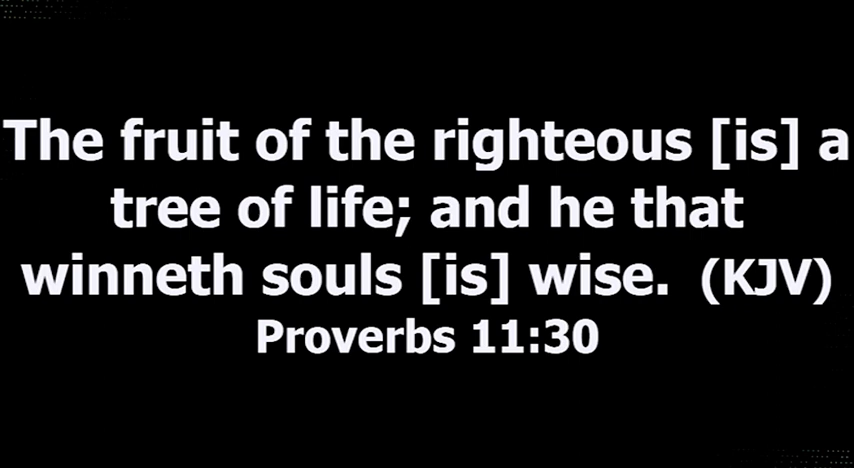 The fruit of the righteous [is] a
tree of life; and he that
winneth souls [is] wise.  (KJV)
Proverbs 11:30